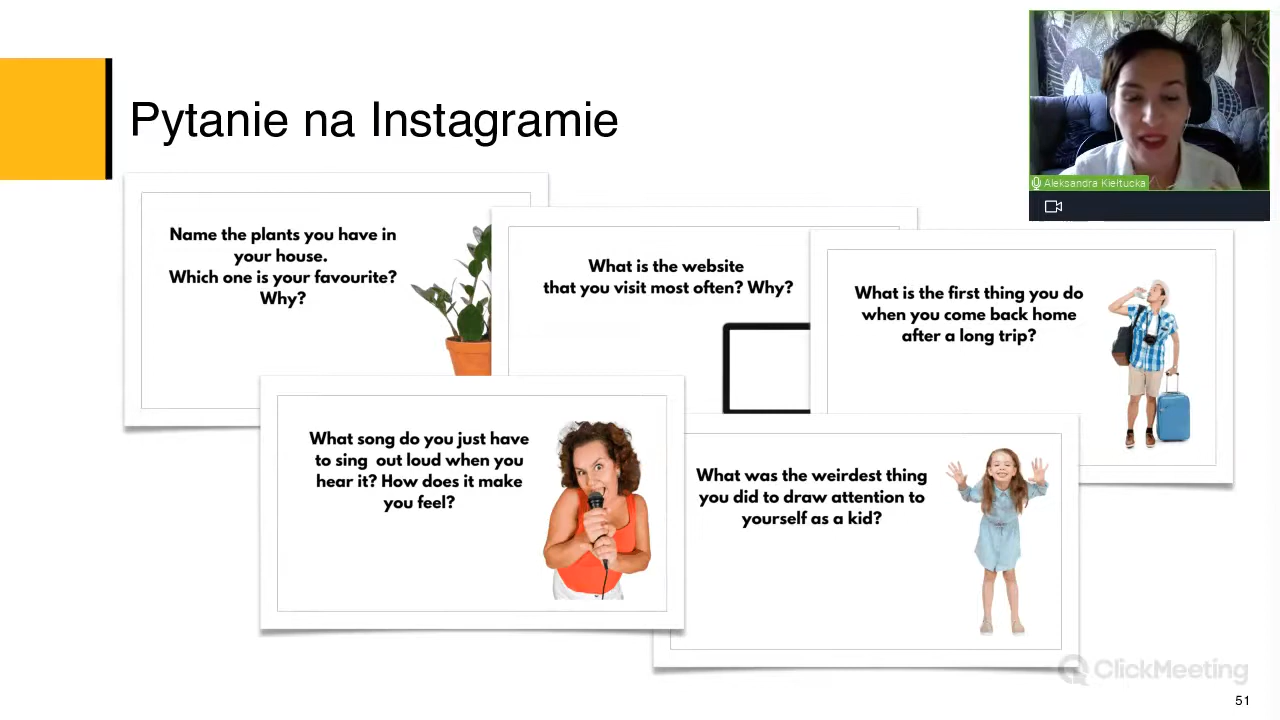 Pytanie na Instagramie
Aleksandra Kiełtucka
Name the plants you have in
your house.
Which one is your favourite?
Why?
What is the website
that you visit most often? Why?
What is the first thing you do
when you come back home
after a long trip?
What song do you just have
to sing out loud when you
hear it? How does it make
you feel?
What was the weirdest thing
you did to draw attention to
yourself as a kid?
ClickMeeting
51